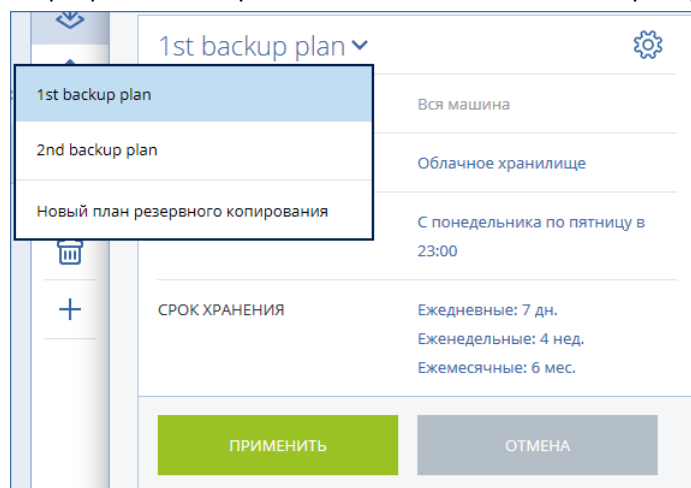 1st backup plan
1st backup plan
Вся машина
2nd backup plan
Облачное хранилище
Новый план резервного копирования
С понедельника по пятницу в
23:00
СРОК ХРАНЕНИЯ
Ежедневные: 7 дн.
Еженедельные: 4 нед.
Ежемесячные: 6 мес.
ПРИМЕНИТЬ
ОТМЕНА